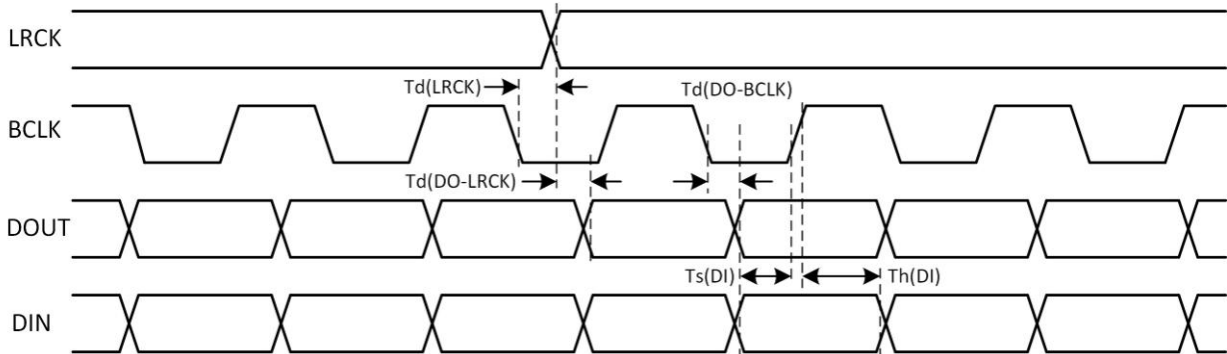 LRCK
Td(LRCK)
Td(DO-BCLK)
BCLK
Td(DO-LRCK)
DOUT
Ts(DI)
Th(DI)
DIN